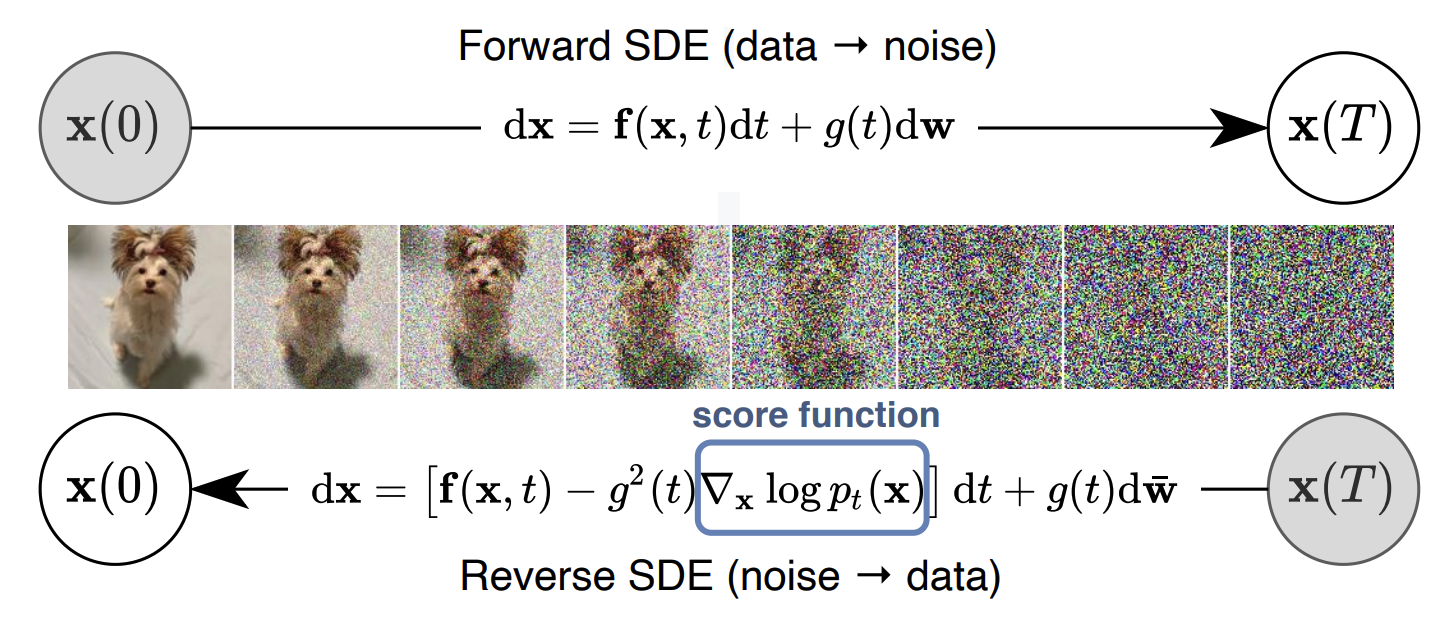 Forward SDE (data → noise)
x(0) dx = f(x, t)dt + g(t)dw x(T)
score function
x(0) dx = [f(x, t) − g²(t)∇ₓ log pₜ(x)] dt + g(t)dw̄ x(T)
Reverse SDE (noise → data)